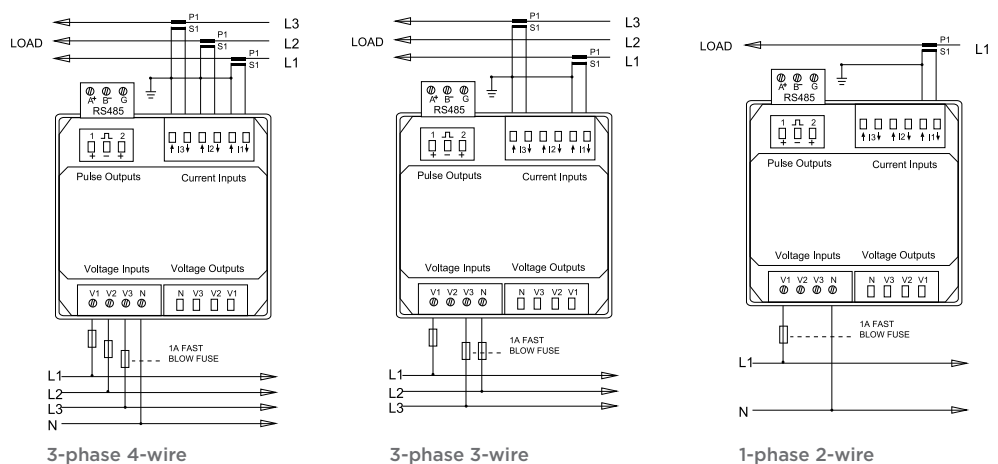 P1
S1
L3
P1
S1
L2
P1
S1
L1
LOAD
A+ B- G
RS485
1 2
+ - +
I3 I2 I1
Pulse Outputs
Current Inputs
Voltage Inputs
Voltage Outputs
V1 V2 V3 N
N V3 V2 V1
1A FAST
BLOW FUSE
L1
L2
L3
N
3-phase 4-wire
P1
S1
L3
L2
P1
S1
L1
LOAD
A+ B- G
RS485
1 2
+ - +
I3 I2 I1
Pulse Outputs
Current Inputs
Voltage Inputs
Voltage Outputs
V1 V2 V3 N
N V3 V2 V1
1A FAST
BLOW FUSE
L1
L2
L3
3-phase 3-wire
P1
S1
L1
LOAD
A+ B- G
RS485
1 2
+ - +
I3 I2 I1
Pulse Outputs
Current Inputs
Voltage Inputs
Voltage Outputs
V1 V2 V3 N
N V3 V2 V1
1A FAST
BLOW FUSE
L1
N
1-phase 2-wire